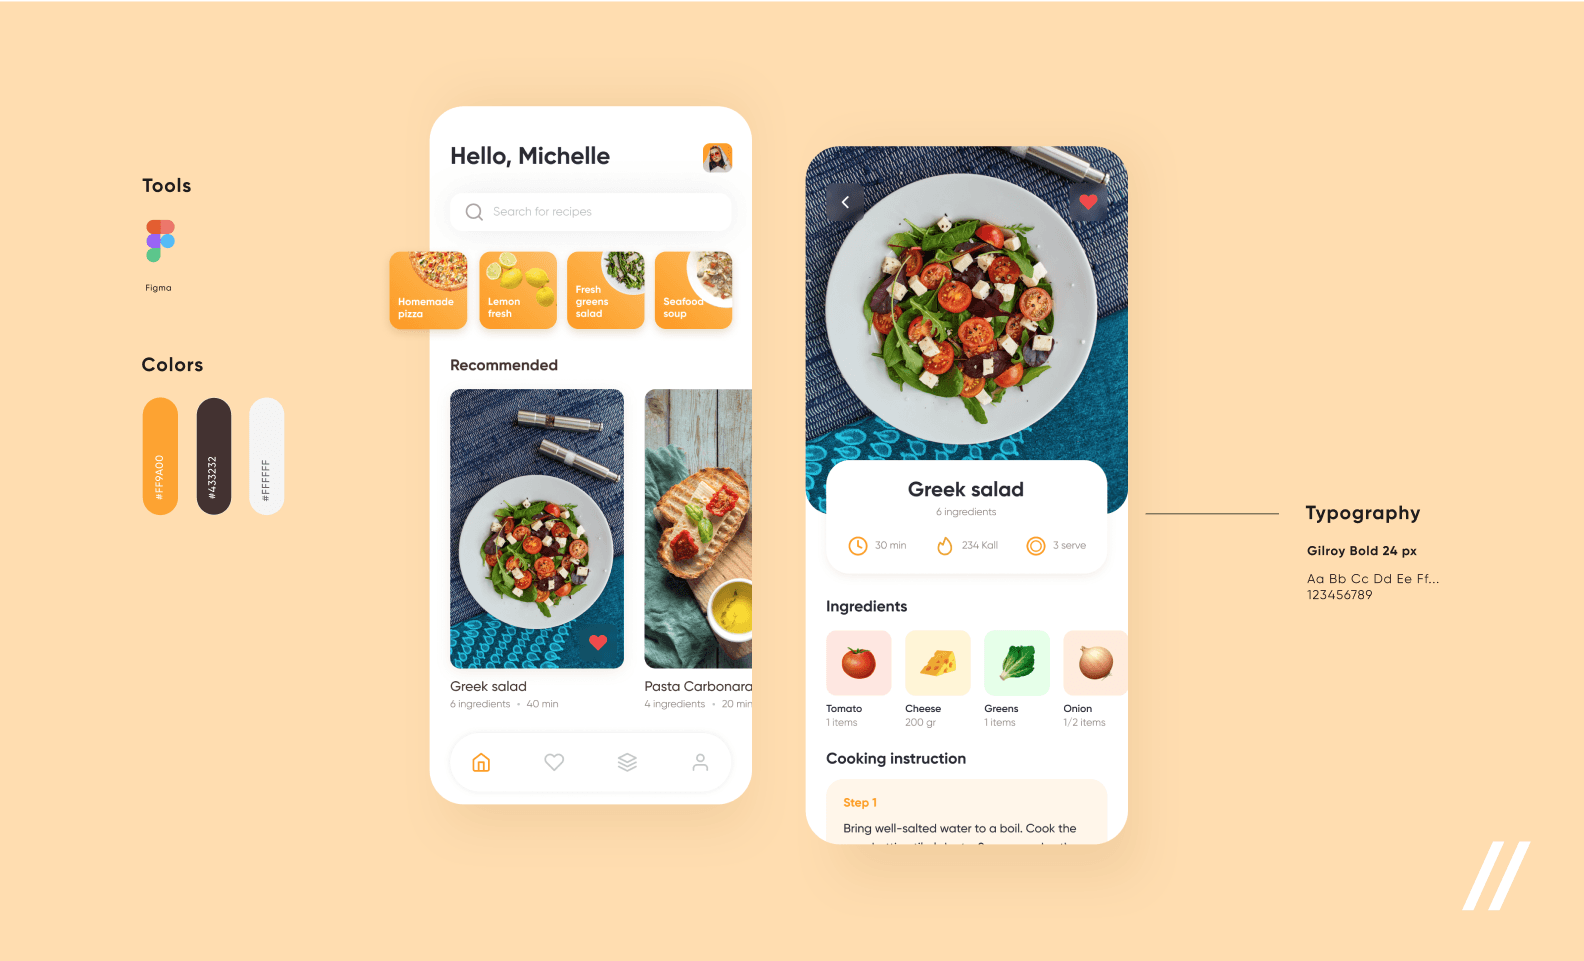 Tools
Figma
Colors
#FF9A00
#433232
#FFFFFF
Hello, Michelle
Search for recipes
Homemade
pizza
Lemon
fresh
Fresh
greens
salad
Seafood
soup
Recommended
Greek salad
6 ingredients • 40 min
Pasta Carbonara
4 ingredients • 20 min
Greek salad
6 ingredients
30 min
234 Kall
3 serve
Ingredients
Tomato
1 items
Cheese
200 gr
Greens
1 items
Onion
1/2 items
Cooking instruction
Step 1
Bring well-salted water to a boil. Cook the
Typography
Gilroy Bold 24 px
Aa Bb Cc Dd Ee Ff...
123456789